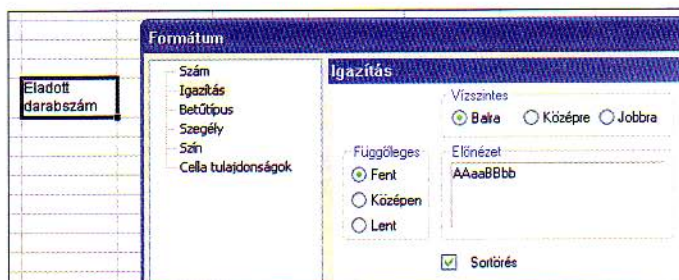 Formátum
Eladott
darabszám
Szám
Igazítás
Betűtípus
Szegély
Szín
Cella tulajdonságok
Igazítás
Vízszintes
Balra
Középre
Jobbra
Függőleges
Fent
Középen
Lent
Előnézet
AAaaBBbb
Sortörés